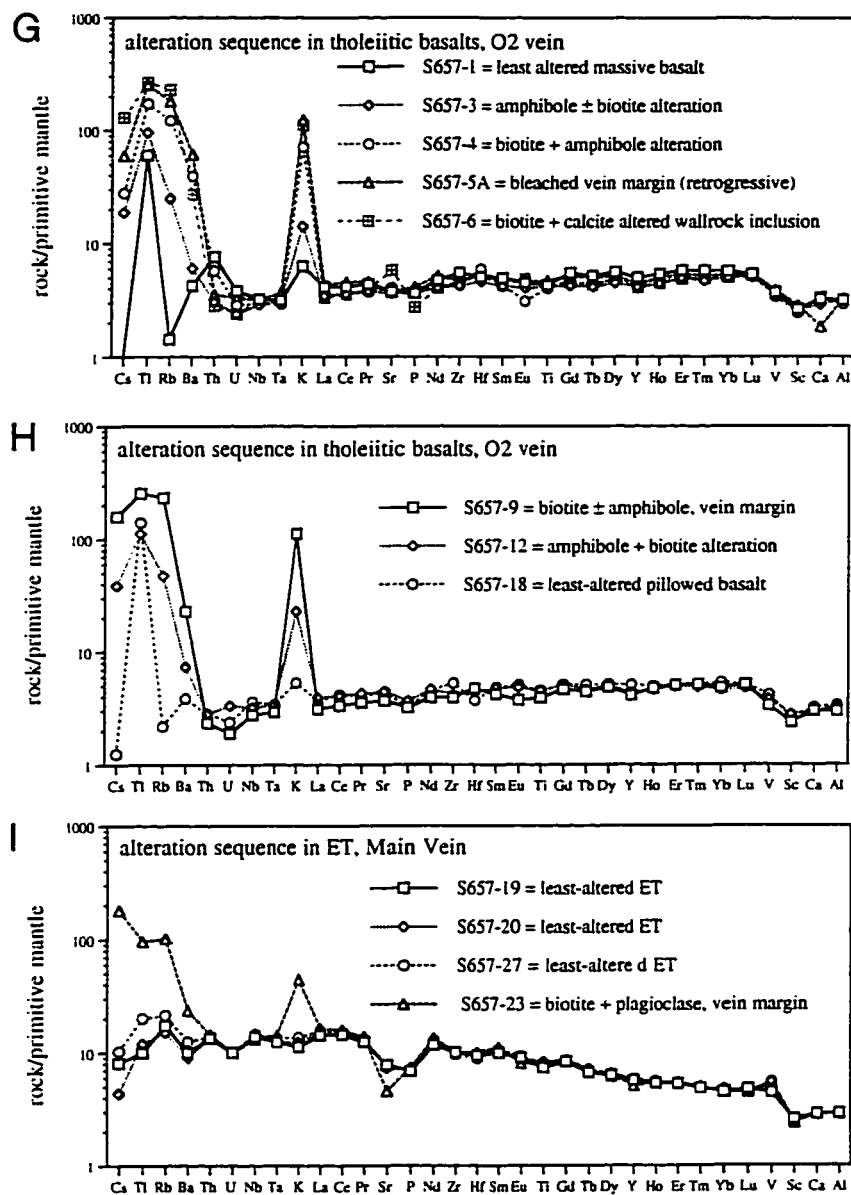 G
alteration sequence in tholeiitic basalts, O2 vein
S657-1 = least altered massive basalt
S657-3 = amphibole ± biotite alteration
S657-4 = biotite + amphibole alteration
S657-5A = bleached vein margin (retrogressive)
S657-6 = biotite + calcite altered wallrock inclusion
rock/primitive mantle
1000
100
10
1
Cs Tl Rb Ba Th U Nb Ta K La Ce Pr Sr P Nd Zr Hf Sm Eu Ti Gd Tb Dy Y Ho Er Tm Yb Lu V Sc Ca Al
H
alteration sequence in tholeiitic basalts, O2 vein
S657-9 = biotite ± amphibole, vein margin
S657-12 = amphibole + biotite alteration
S657-18 = least-altered pillowed basalt
rock/primitive mantle
1000
100
10
1
Cs Tl Rb Ba Th U Nb Ta K La Ce Pr Sr P Nd Zr Hf Sm Eu Ti Gd Tb Dy Y Ho Er Tm Yb Lu V Sc Ca Al
I
alteration sequence in ET, Main Vein
S657-19 = least-altered ET
S657-20 = least-altered ET
S657-27 = least-altere d ET
S657-23 = biotite + plagioclase, vein margin
rock/primitive mantle
1000
100
10
1
Cs Tl Rb Ba Th U Nb Ta K La Ce Pr Sr P Nd Zr Hf Sm Eu Ti Gd Tb Dy Y Ho Er Tm Yb Lu V Sc Ca Al